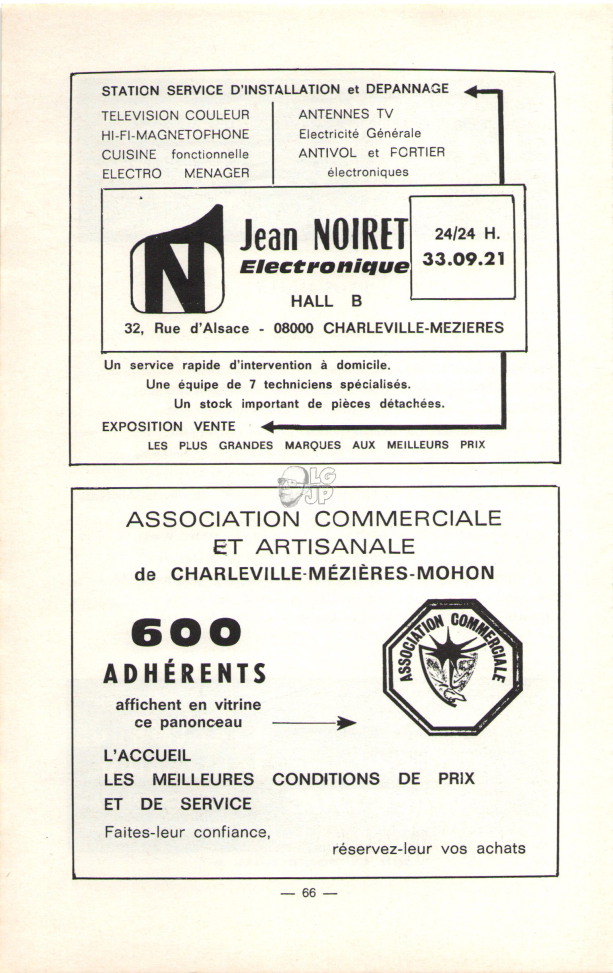 STATION SERVICE D'INSTALLATION et DEPANNAGE
TELEVISION COULEUR
HI-FI-MAGNETOPHONE
CUISINE fonctionnelle
ELECTRO MENAGER
ANTENNES TV
Electricité Générale
ANTIVOL et FORTIER
électroniques
N
Jean NOIRET
Electronique
24/24 H.
33.09.21
HALL B
32, Rue d'Alsace - 08000 CHARLEVILLE-MEZIERES
Un service rapide d'intervention à domicile.
Une équipe de 7 techniciens spécialisés.
Un stock important de pièces détachées.
EXPOSITION VENTE
LES PLUS GRANDES MARQUES AUX MEILLEURS PRIX
LG
JP
ASSOCIATION COMMERCIALE
ET ARTISANALE
de CHARLEVILLE-MÉZIÈRES-MOHON
600
ADHÉRENTS
affichent en vitrine
ce panonceau
ASSOCIATION COMMERCIALE
L'ACCUEIL
LES MEILLEURES CONDITIONS DE PRIX
ET DE SERVICE
Faites-leur confiance,
réservez-leur vos achats
— 66 —